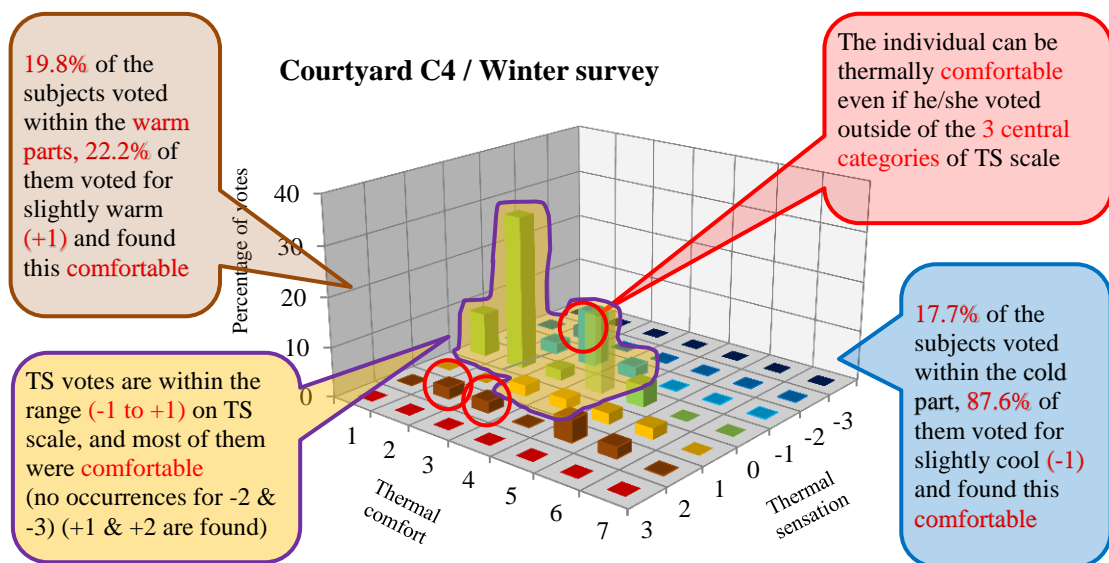 Courtyard C4 / Winter survey
19.8% of the
subjects voted
within the warm
parts, 22.2% of
them voted for
slightly warm
(+1) and found
this comfortable
The individual can be
thermally comfortable
even if he/she voted
outside of the 3 central
categories of TS scale
TS votes are within the
range (-1 to +1) on TS
scale, and most of them
were comfortable
(no occurrences for -2 &
-3) (+1 & +2 are found)
17.7% of the
subjects voted
within the cold
part, 87.6% of
them voted for
slightly cool (-1)
and found this
comfortable
Percentage of votes
40
30
20
10
0
1
2
3
4
5
6
7
Thermal
comfort
3
2
1
0
-1
-2
-3
Thermal
sensation